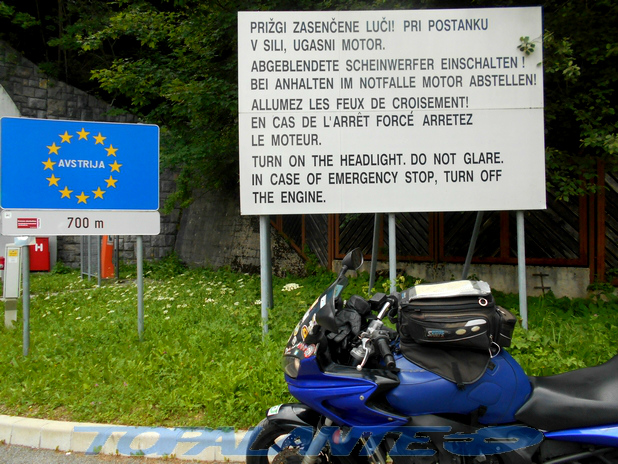 PRIŽGI ZASENČENE LUČI! PRI POSTANKU
V SILI, UGASNI MOTOR.
ABGEBLENDETE SCHEINWERFER EINSCHALTEN!
BEI ANHALTEN IM NOTFALLE MOTOR ABSTELLEN!
ALLUMEZ LES FEUX DE CROISEMENT!
EN CAS DE L'ARRÊT FORCÉ ARRETEZ
LE MOTEUR.
TURN ON THE HEADLIGHT. DO NOT GLARE.
IN CASE OF EMERGENCY STOP, TURN OFF
THE ENGINE.
AVSTRIJA
700 m
H